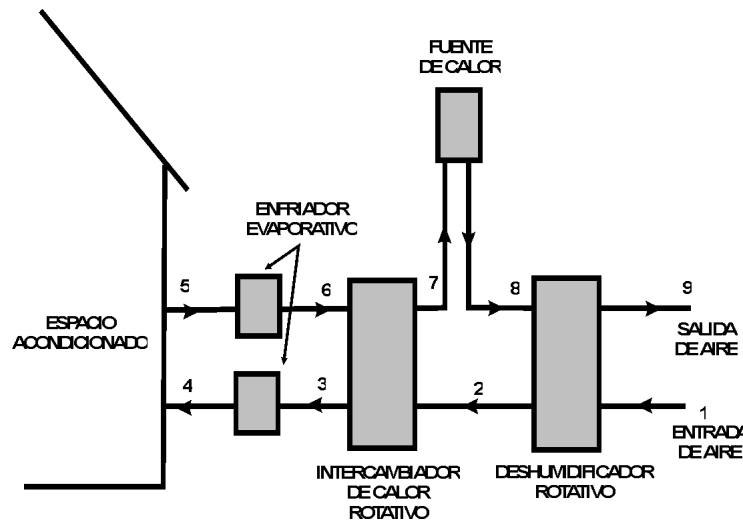 FUENTE
DE CALOR
ENFRIADOR
EVAPORATIVO
5
6
7
8
9
ESPACIO
ACONDICIONADO
SALIDA
DE AIRE
4
3
2
1
ENTRADA
DE AIRE
INTERCAMBIADOR
DE CALOR
ROTATIVO
DESHUMIDIFICADOR
ROTATIVO